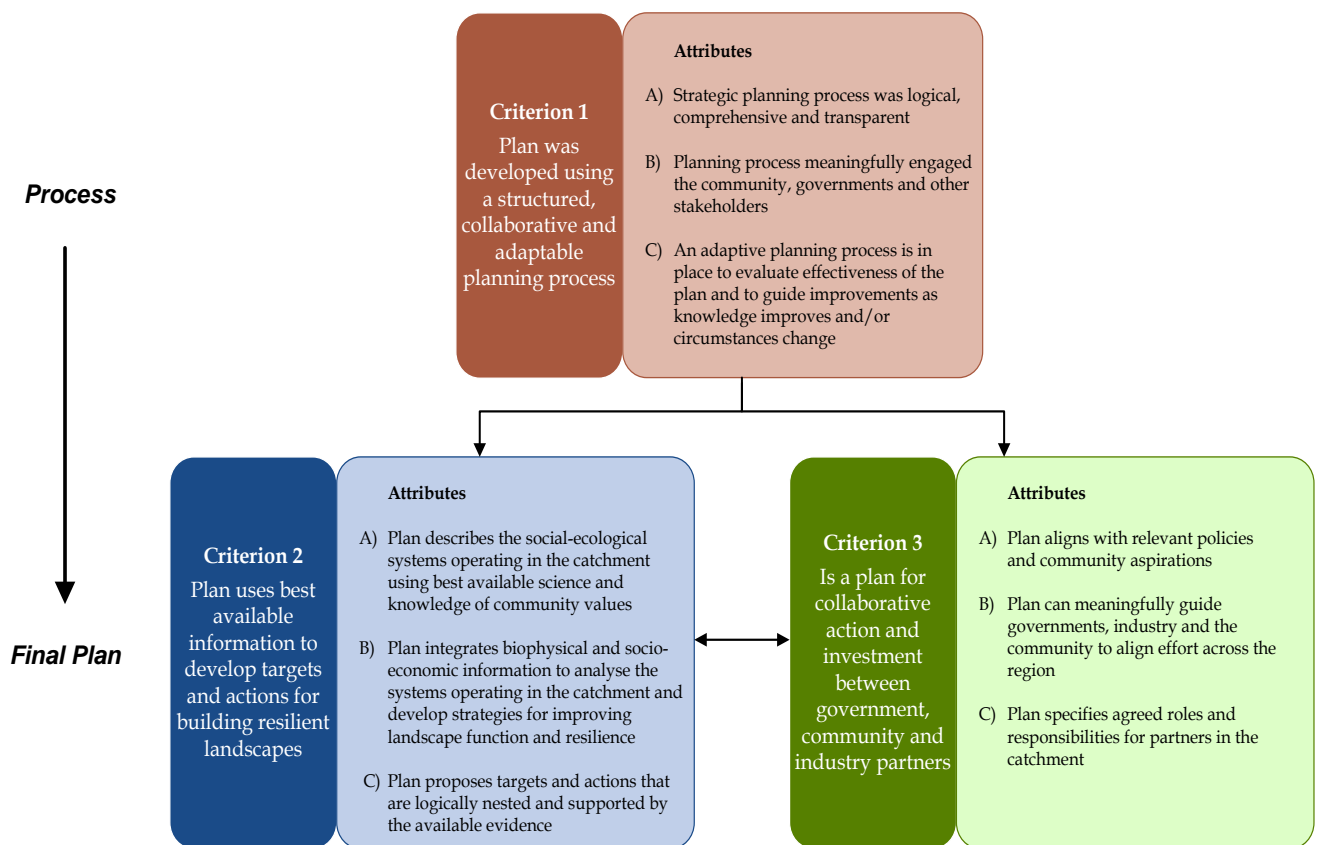 Process
Final Plan
Criterion 1
Plan was
developed using
a structured,
collaborative and
adaptable
planning process
Attributes
A) Strategic planning process was logical,
comprehensive and transparent
B) Planning process meaningfully engaged
the community, governments and other
stakeholders
C) An adaptive planning process is in
place to evaluate effectiveness of the
plan and to guide improvements as
knowledge improves and/or
circumstances change
Criterion 2
Plan uses best
available
information to
develop targets
and actions for
building resilient
landscapes
Attributes
A) Plan describes the social-ecological
systems operating in the catchment
using best available science and
knowledge of community values
B) Plan integrates biophysical and socio-
economic information to analyse the
systems operating in the catchment and
develop strategies for improving
landscape function and resilience
C) Plan proposes targets and actions that
are logically nested and supported by
the available evidence
Criterion 3
Is a plan for
collaborative
action and
investment
between
government,
community and
industry partners
Attributes
A) Plan aligns with relevant policies
and community aspirations
B) Plan can meaningfully guide
governments, industry and the
community to align effort across the
region
C) Plan specifies agreed roles and
responsibilities for partners in the
catchment